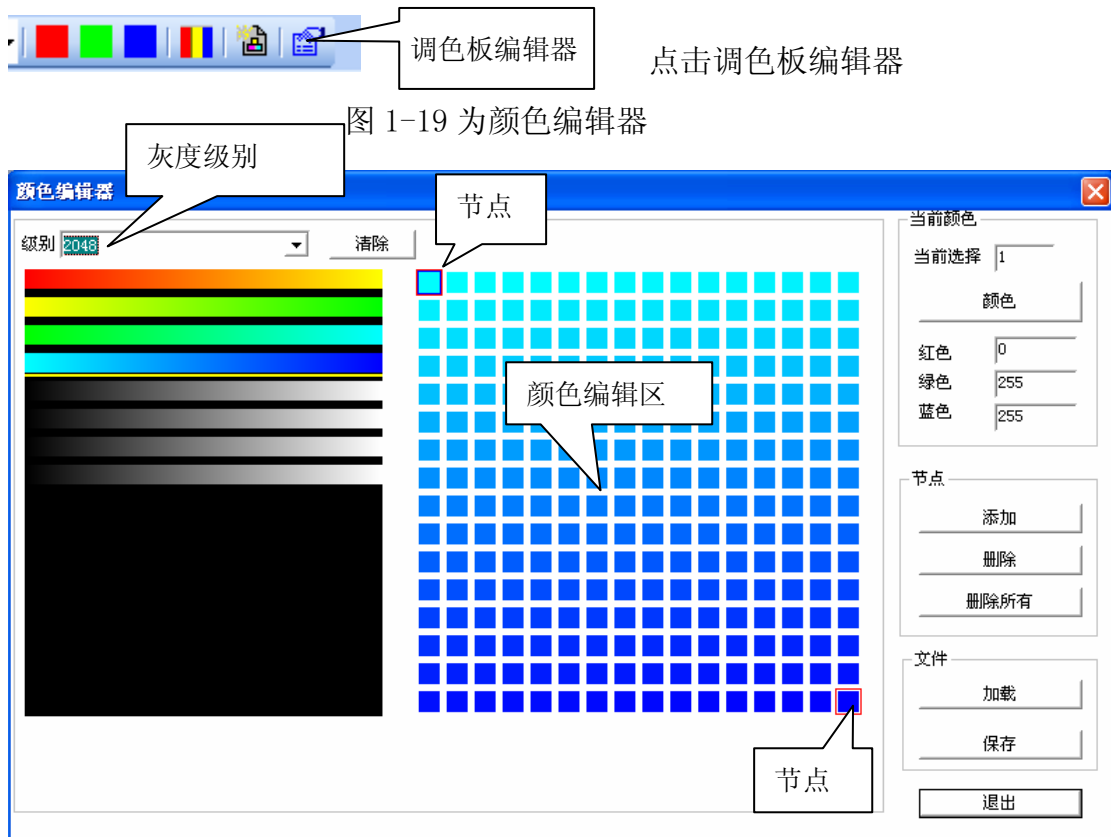 调色板编辑器
点击调色板编辑器
图 1-19 为颜色编辑器
灰度级别
颜色编辑器
节点
级别 2048
清除
当前颜色
当前选择 1
颜色
红色 0
绿色 255
蓝色 255
颜色编辑区
节点
添加
删除
删除所有
文件
加载
保存
节点
退出